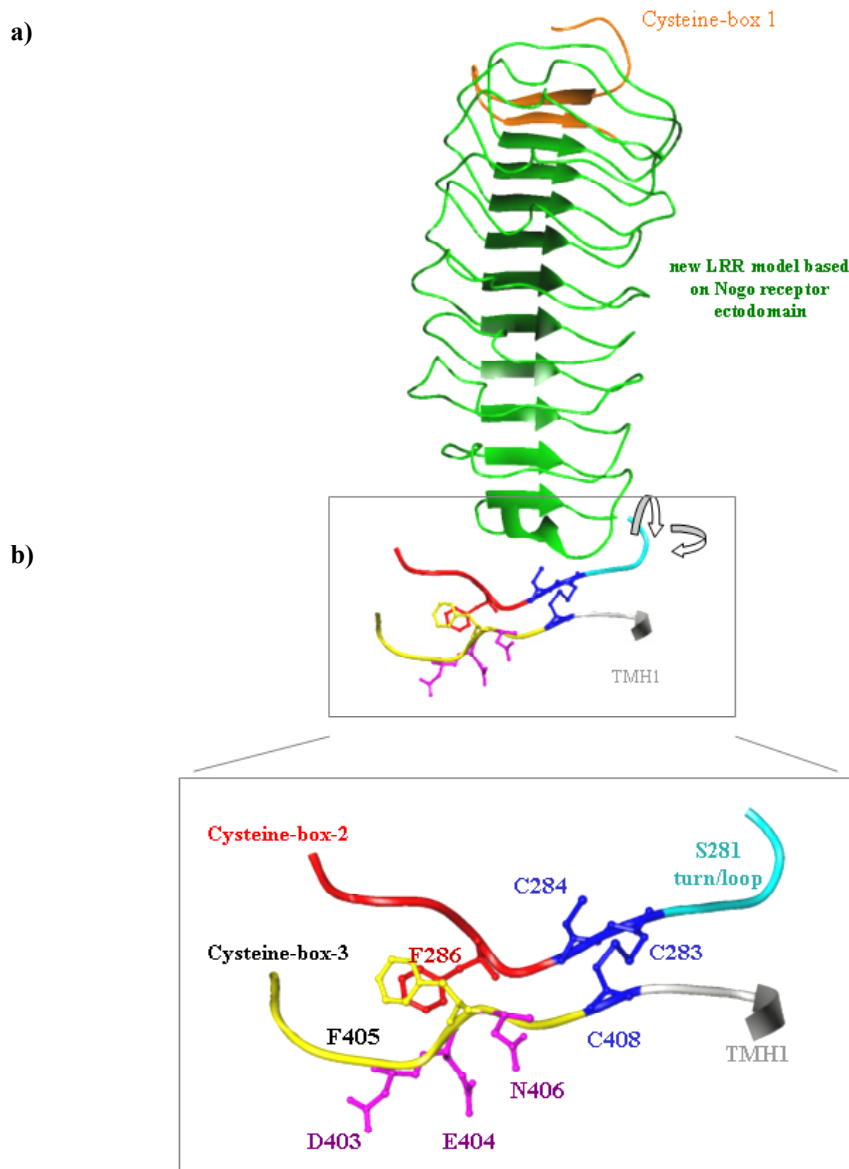 a)
Cysteine-box 1
new LRR model based
on Nogo receptor
ectodomain
b)
TMH1
Cysteine-box-2
S281
turn/loop
C284
Cysteine-box-3
F286
C283
F405
C408
TMH1
N406
D403
E404